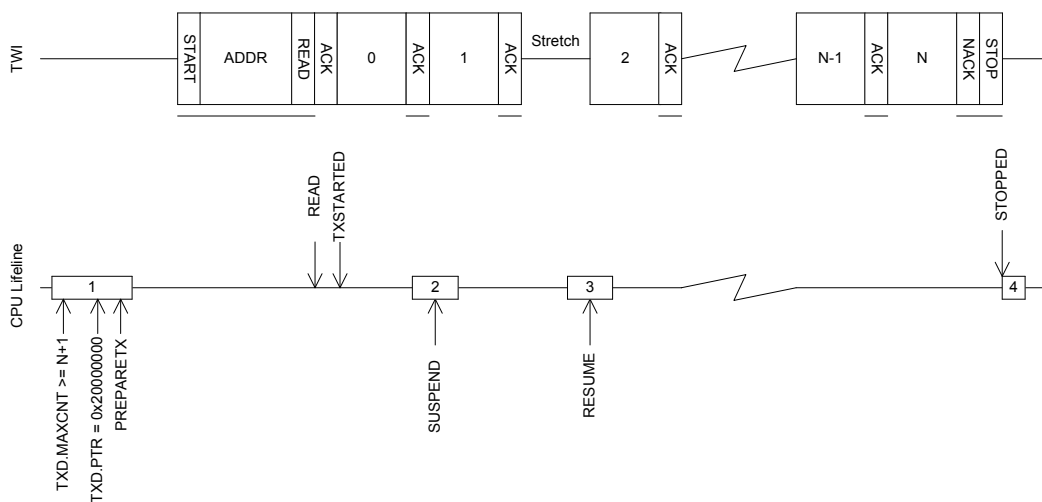 TWI
START
ADDR
READ
ACK
0
ACK
1
ACK
Stretch
2
ACK
N-1
ACK
N
NACK
STOP
CPU Lifeline
READ
TXSTARTED
STOPPED
1
2
3
4
TXD.MAXCNT >= N+1
TXD.PTR = 0x20000000
PREPARETX
SUSPEND
RESUME